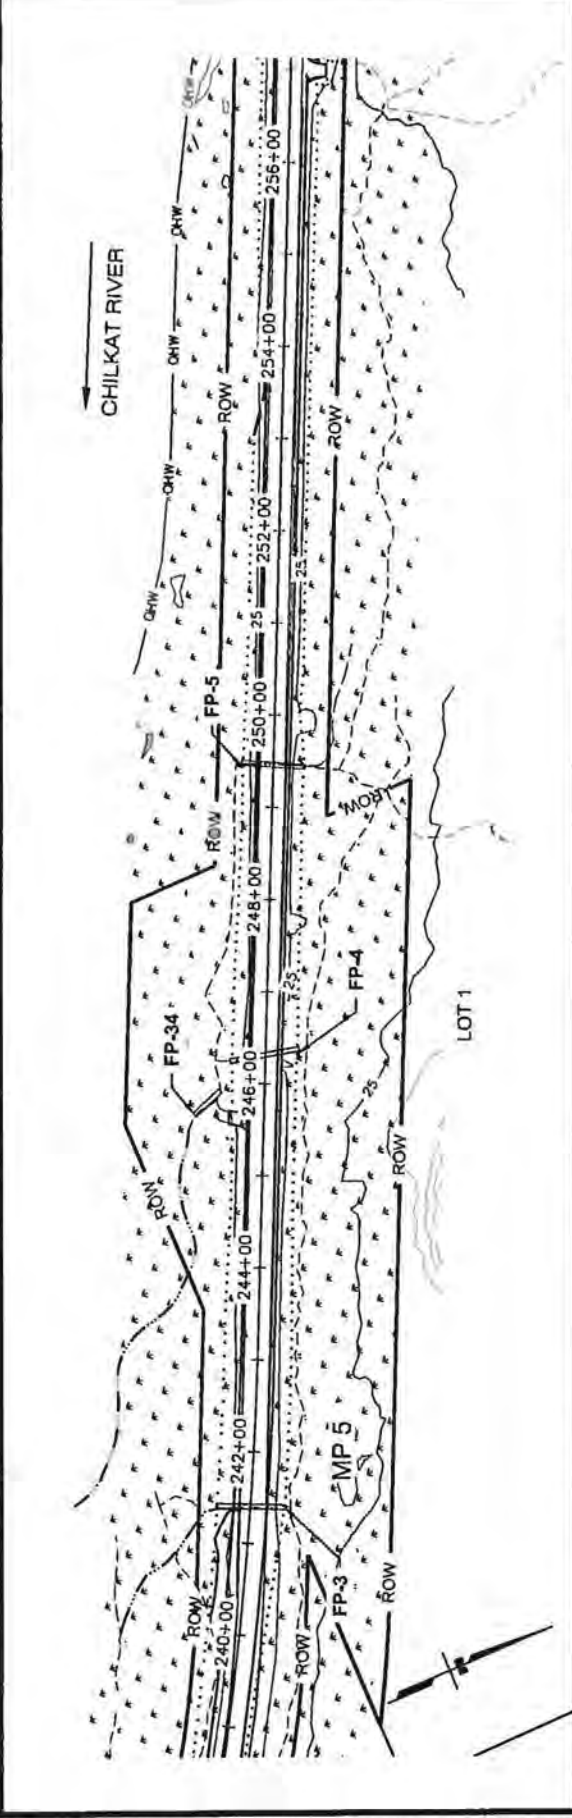 CHILKAT RIVER
OHW
OHW
OHW
OHW
OHW
ROW
ROW
256+00
254+00
252+00
25
25
250+00
FP-5
ROW
ROW
248+00
25
FP-4
FP-34
246+00
LOT 1
25
ROW
ROW
244+00
242+00
MP 5
240+00
ROW
ROW
FP-3
ROW